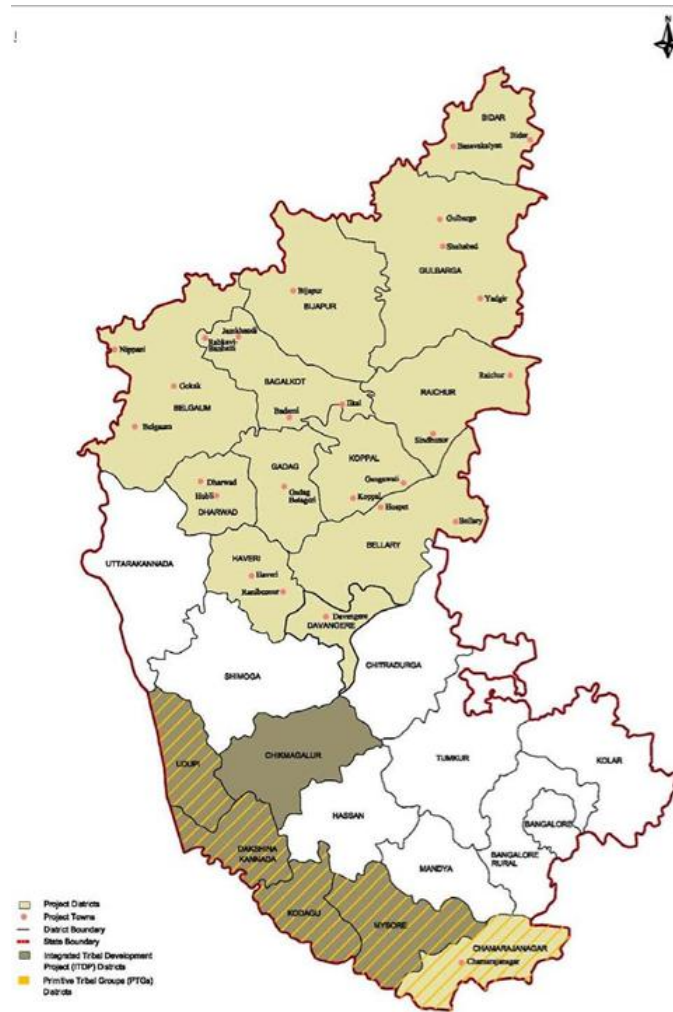 N
BIDAR
Bidar
Basavakalyan
Gulbarga
Shahabad
GULBARGA
Yadgir
Bijapur
BIJAPUR
Jamkhandi
Rabkavi-
Banhatti
Nippani
Gokak
BAGALKOT
Ilkal
Badami
BELGAUM
Belgaum
RAICHUR
Raichur
Sindhanur
KOPPAL
Gangawati
Koppal
Hospet
GADAG
Gadag
Betageri
Dharwad
Hubli
DHARWAD
Bellary
BELLARY
UTTARAKANNADA
HAVERI
Haveri
Ranibennur
Davangere
DAVANGERE
CHITRADURGA
SHIMOGA
UDUPI
CHIKMAGALUR
TUMKUR
KOLAR
HASSAN
BANGALORE
BANGALORE
RURAL
DAKSHINA
KANNADA
MANDYA
KODAGU
MYSORE
CHAMARAJANAGAR
Chamarajanagar
Project Districts
Project Towns
District Boundary
State Boundary
Integrated Tribal Development
Project (ITDP) Districts
Primitive Tribal Groups (PTGs)
Districts